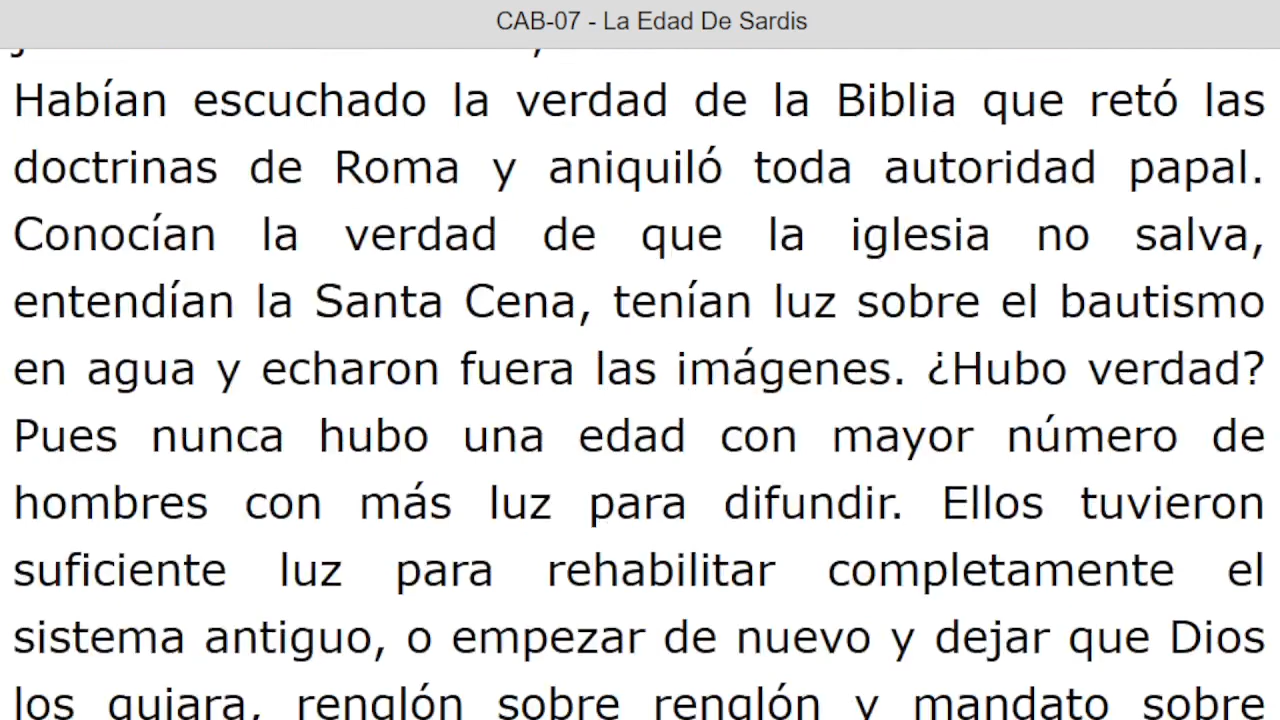 CAB-07 - La Edad De Sardis
Habían escuchado la verdad de la Biblia que retó las
doctrinas de Roma y aniquiló toda autoridad papal.
Conocían la verdad de que la iglesia no salva,
entendían la Santa Cena, tenían luz sobre el bautismo
en agua y echaron fuera las imágenes. ¿Hubo verdad?
Pues nunca hubo una edad con mayor número de
hombres con más luz para difundir. Ellos tuvieron
suficiente luz para rehabilitar completamente el
sistema antiguo, o empezar de nuevo y dejar que Dios
los guiara, renglón sobre renglón y mandato sobre